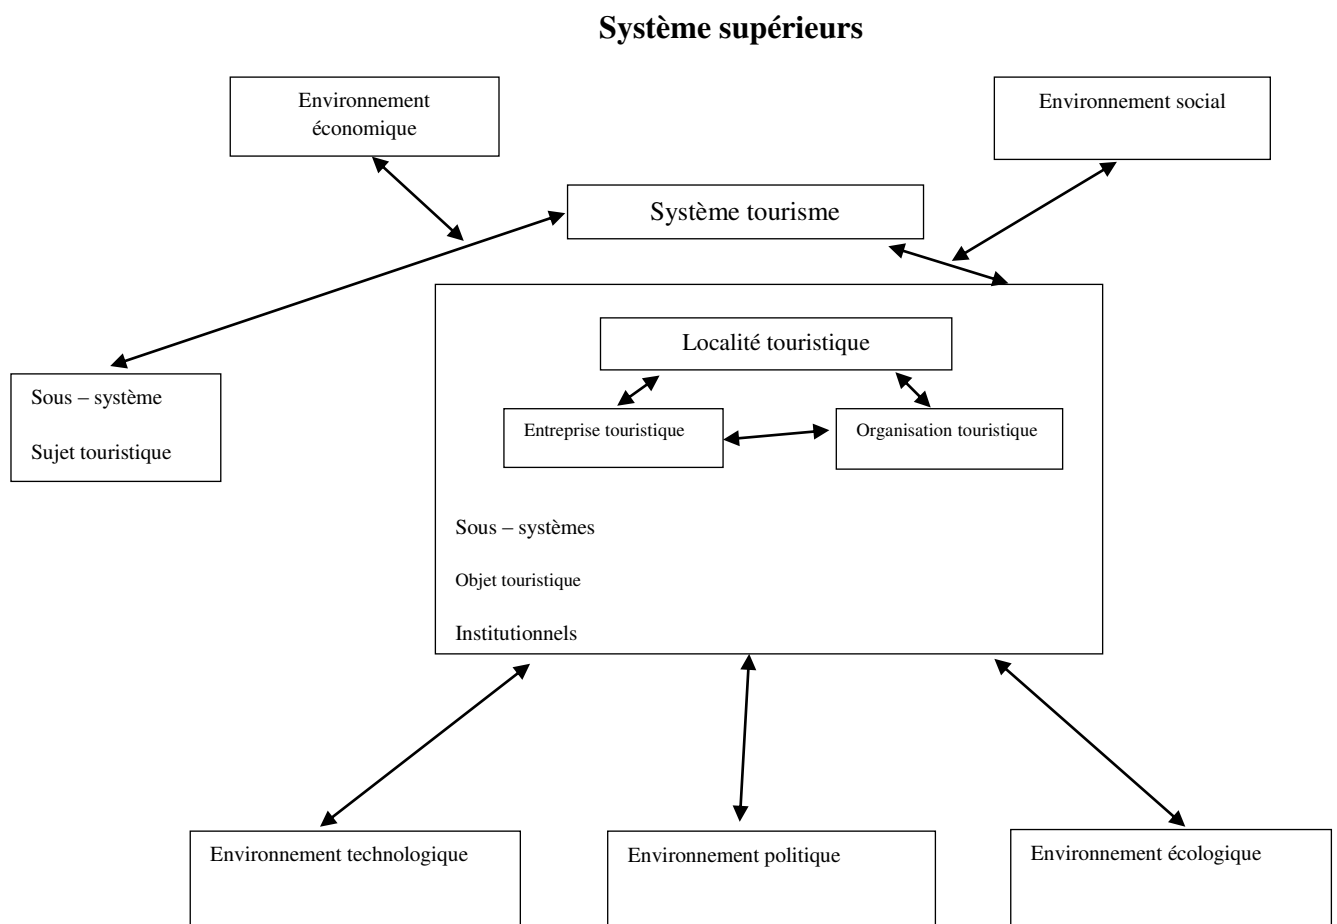 Système supérieurs
Environnement
économique
Environnement social
Système tourisme
Localité touristique
Sous – système
Sujet touristique
Entreprise touristique
Organisation touristique
Sous – systèmes
Objet touristique
Institutionnels
Environnement technologique
Environnement politique
Environnement écologique